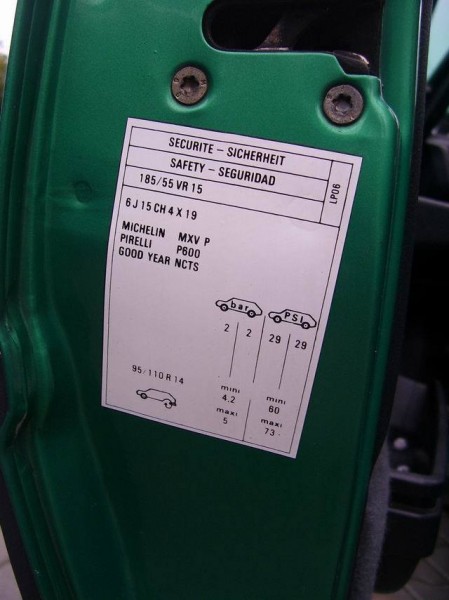 SECURITE - SICHERHEIT
SAFETY - SEGURIDAD
LP06
185/55 VR 15
6 J 15 CH 4 X 19
MICHELIN MXV P
PIRELLI P600
GOOD YEAR NCTS
bar PSI
2 2 29 29
95/110 R 14
mini mini
4.2 60
maxi maxi
5 73